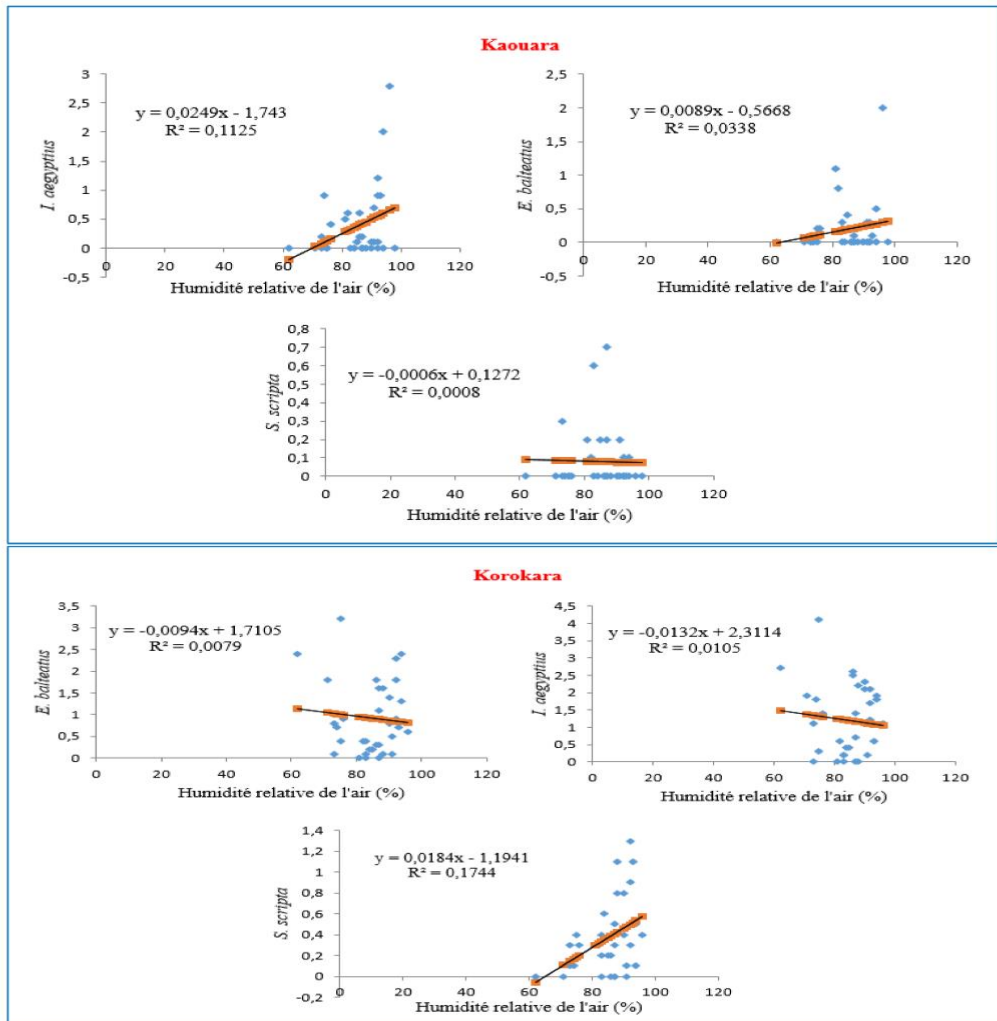 Kaouara
I. aegyptius
3
2,5
2
1,5
1
0,5
0
-0,5
y = 0,0249x - 1,743
R² = 0,1125
0 20 40 60 80 100 120
Humidité relative de l'air (%)
E. balteatus
2,5
2
1,5
1
0,5
0
-0,5
y = 0,0089x - 0,5668
R² = 0,0338
0 20 40 60 80 100 120
Humidité relative de l'air (%)
S. scripta
0,8
0,7
0,6
0,5
0,4
0,3
0,2
0,1
0
y = -0,0006x + 0,1272
R² = 0,0008
0 20 40 60 80 100 120
Humidité relative de l'air (%)
Korokara
E. balteatus
3,5
3
2,5
2
1,5
1
0,5
0
y = -0,0094x + 1,7105
R² = 0,0079
0 20 40 60 80 100 120
Humidité relative de l'air (%)
I. aegyptius
4,5
4
3,5
3
2,5
2
1,5
1
0,5
0
y = -0,0132x + 2,3114
R² = 0,0105
0 20 40 60 80 100 120
Humidité relative de l'air (%)
S. scripta
1,4
1,2
1
0,8
0,6
0,4
0,2
0
-0,2
y = 0,0184x - 1,1941
R² = 0,1744
0 20 40 60 80 100 120
Humidité relative de l'air (%)